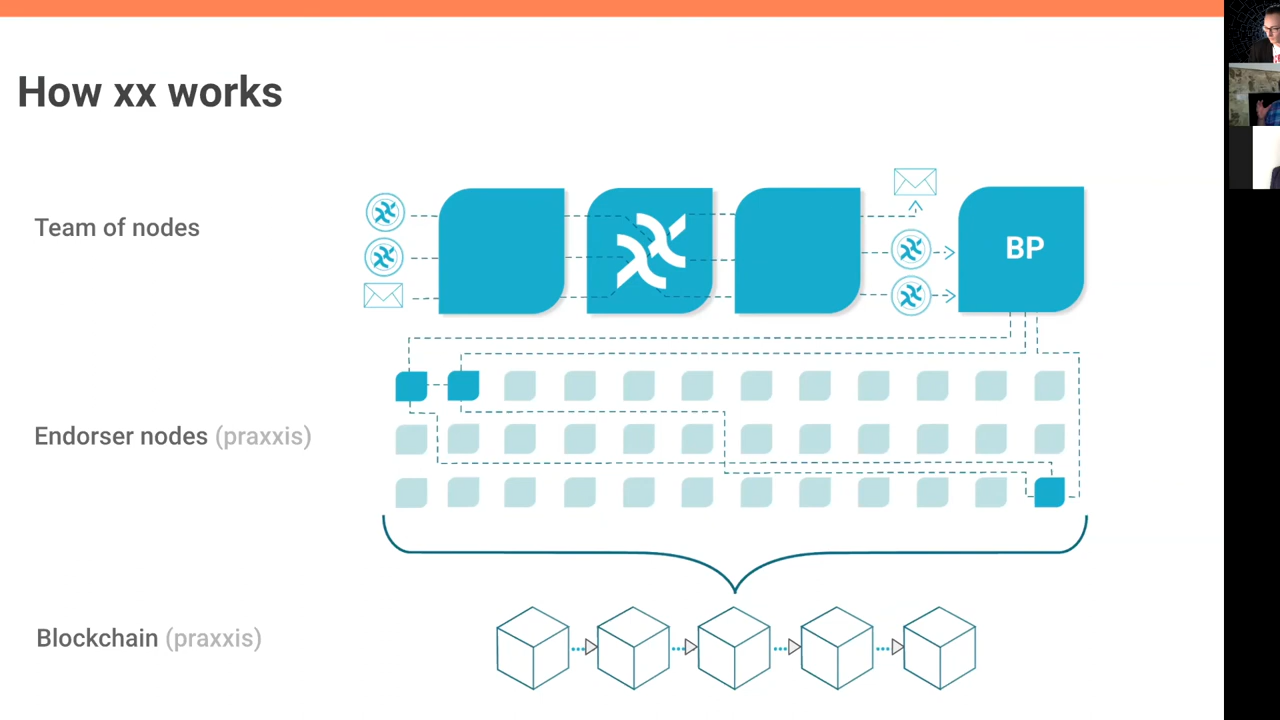 How xx works
Team of nodes
BP
Endorser nodes (praxxis)
Blockchain (praxxis)